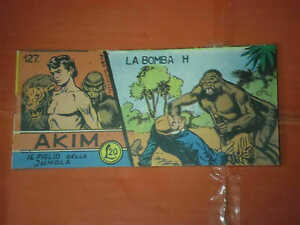 127.
LA BOMBA H
AKIM
IL FIGLIO DELLA
JUNGLA
L. 20